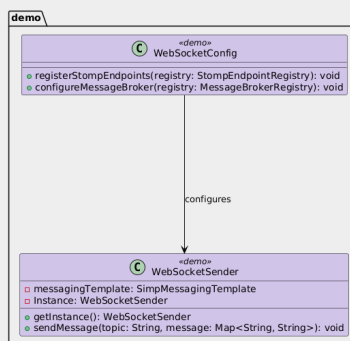 demo
«demo»
C WebSocketConfig
registerStompEndpoints(registry: StompEndpointRegistry): void
configureMessageBroker(registry: MessageBrokerRegistry): void
configures
«demo»
C WebSocketSender
messagingTemplate: SimpMessagingTemplate
Instance: WebSocketSender
getInstance(): WebSocketSender
sendMessage(topic: String, message: Map<String, String>): void